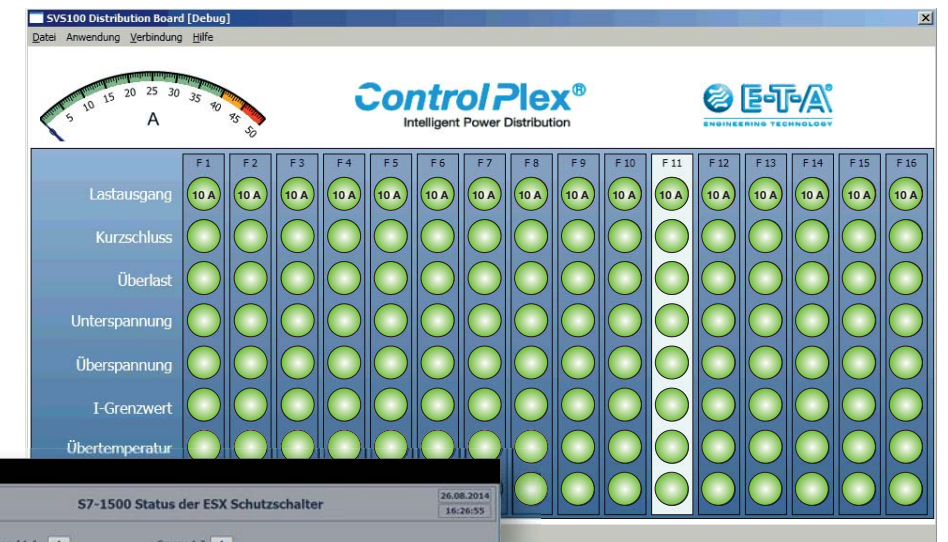 SVS100 Distribution Board [Debug]
Datei Anwendung Verbindung Hilfe
5 10 15 20 25 30 35 40 45 50
A
ControlPlex®
Intelligent Power Distribution
E-T-A®
ENGINEERING TECHNOLOGY
F 1 F 2 F 3 F 4 F 5 F 6 F 7 F 8 F 9 F 10 F 11 F 12 F 13 F 14 F 15 F 16
Lastausgang 10 A 10 A 10 A 10 A 10 A 10 A 10 A 10 A 10 A 10 A 10 A 10 A 10 A 10 A 10 A 10 A
Kurzschluss
Überlast
Unterspannung
Überspannung
I-Grenzwert
Übertemperatur
S7-1500 Status der ESX Schutzschalter
26.08.2014
16:26:55